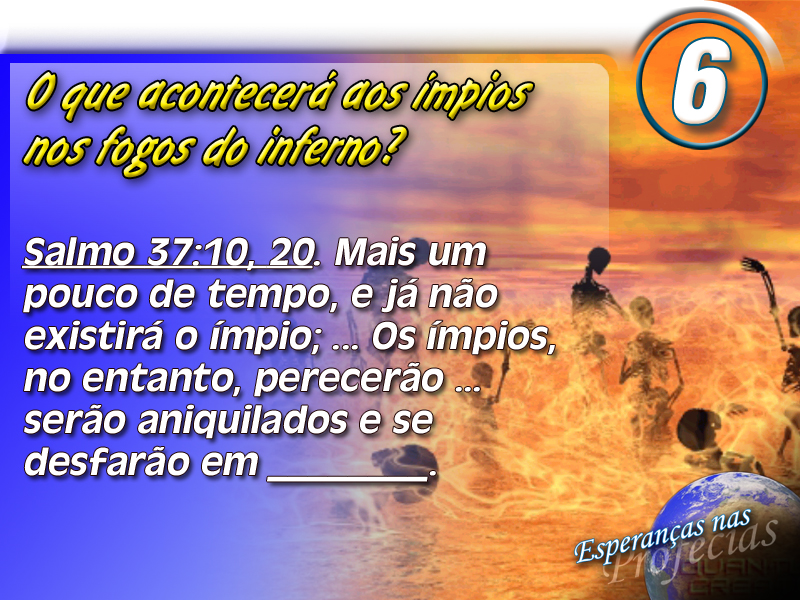 6
O que acontecerá aos ímpios
nos fogos do inferno?
Salmo 37:10, 20. Mais um
pouco de tempo, e já não
existirá o ímpio; ... Os ímpios,
no entanto, perecerão ...
serão aniquilados e se
desfarão em ________.
Esperanças nas
Profecias